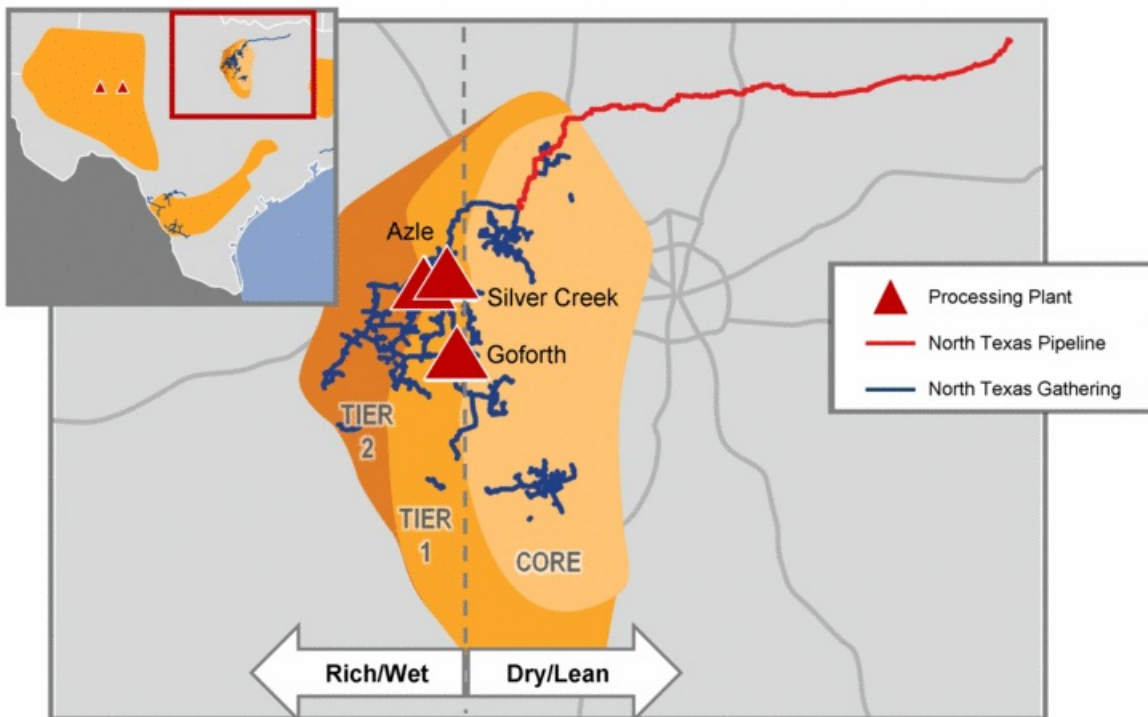 Azle
Silver Creek
Goforth
TIER
2
TIER
1
CORE
Rich/Wet
Dry/Lean
Processing Plant
North Texas Pipeline
North Texas Gathering